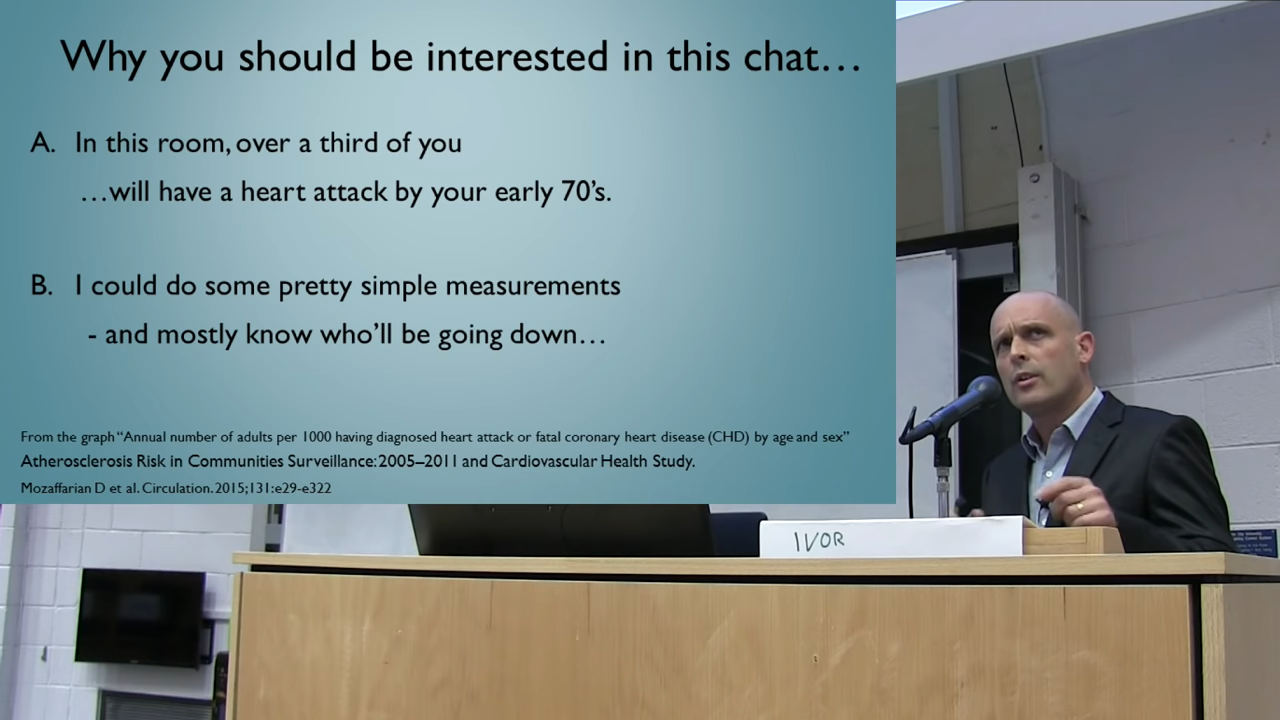 Why you should be interested in this chat…
A. In this room, over a third of you
…will have a heart attack by your early 70's.
B. I could do some pretty simple measurements
- and mostly know who'll be going down…
From the graph "Annual number of adults per 1000 having diagnosed heart attack or fatal coronary heart disease (CHD) by age and sex"
Atherosclerosis Risk in Communities Surveillance: 2005–2011 and Cardiovascular Health Study.
Mozaffarian D et al. Circulation. 2015;131:e29-e322
IVOR